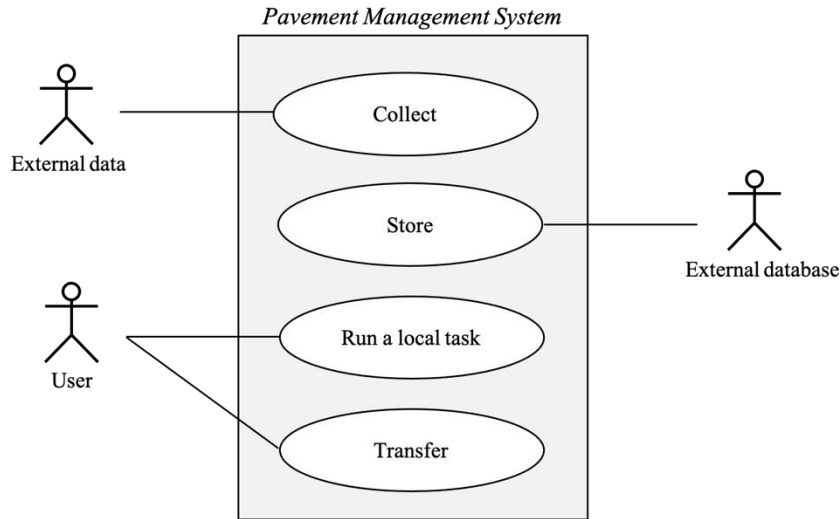 Pavement Management System
Collect
External data
Store
External database
Run a local task
User
Transfer